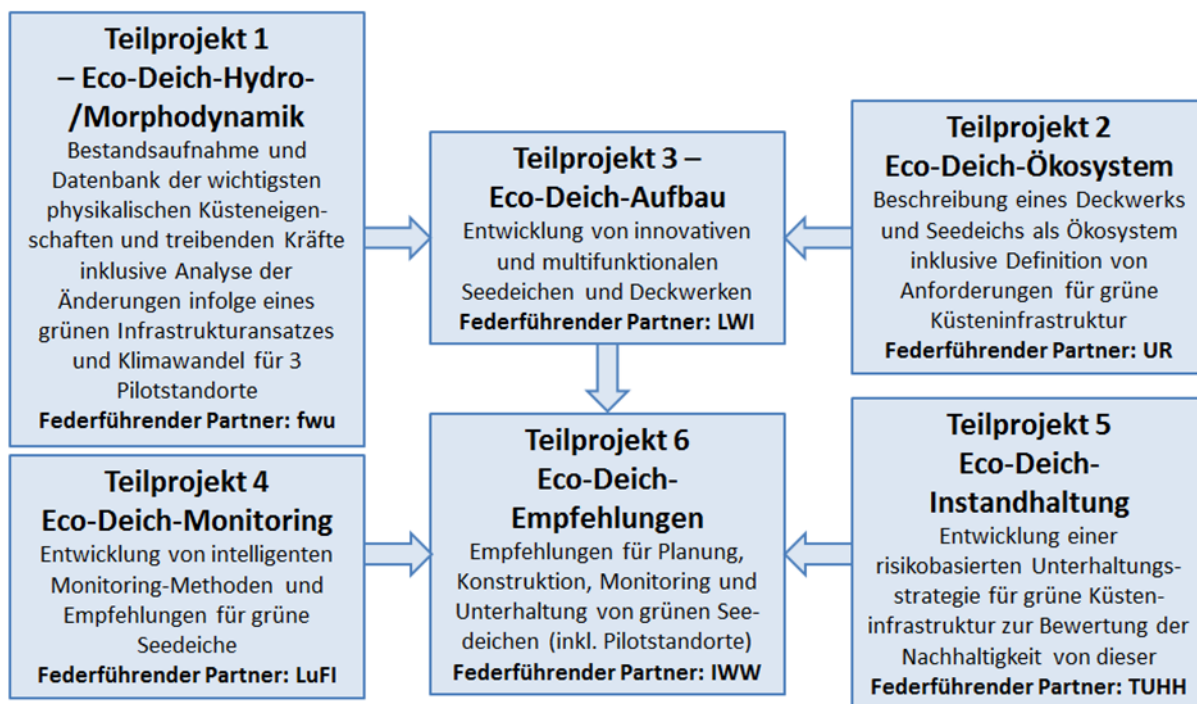 Teilprojekt 1
– Eco-Deich-Hydro-
/Morphodynamik
Bestandsaufnahme und
Datenbank der wichtigsten
physikalischen Küsteneigen-
schaften und treibenden Kräfte
inklusive Analyse der
Änderungen infolge eines
grünen Infrastrukturansatzes
und Klimawandel für 3
Pilotstandorte
Federführender Partner: fwu
Teilprojekt 2
Eco-Deich-Ökosystem
Beschreibung eines Deckwerks
und Seedeichs als Ökosystem
inklusive Definition von
Anforderungen für grüne
Küsteninfrastruktur
Federführender Partner: UR
Teilprojekt 3 –
Eco-Deich-Aufbau
Entwicklung von innovativen
und multifunktionalen
Seedeichen und Deckwerken
Federführender Partner: LWI
Teilprojekt 4
Eco-Deich-Monitoring
Entwicklung von intelligenten
Monitoring-Methoden und
Empfehlungen für grüne
Seedeiche
Federführender Partner: LuFI
Teilprojekt 5
Eco-Deich-
Instandhaltung
Entwicklung einer
risikobasierten Unterhaltungs-
strategie für grüne Küsten-
infrastruktur zur Bewertung der
Nachhaltigkeit von dieser
Federführender Partner: TUHH
Teilprojekt 6
Eco-Deich-
Empfehlungen
Empfehlungen für Planung,
Konstruktion, Monitoring und
Unterhaltung von grünen See-
deichen (inkl. Pilotstandorte)
Federführender Partner: IWW